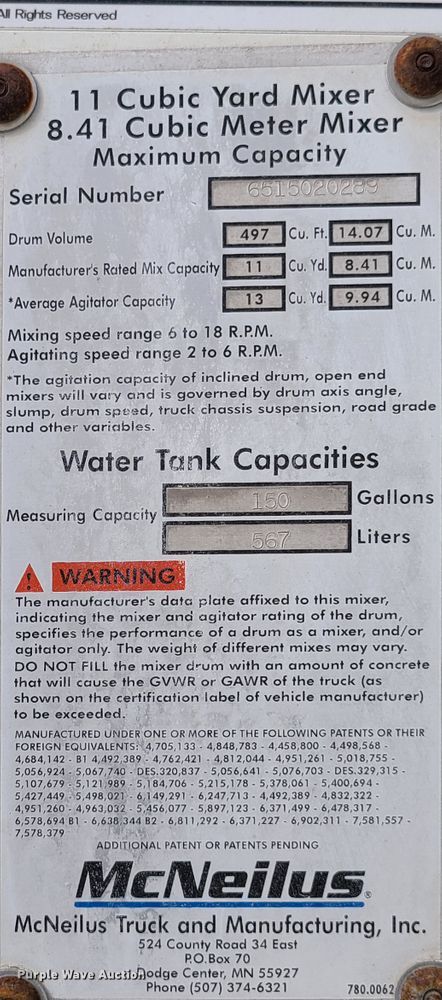 All Rights Reserved
11 Cubic Yard Mixer
8.41 Cubic Meter Mixer
Maximum Capacity
Serial Number 6515020289
Drum Volume 497 Cu. Ft. 14.07 Cu. M.
Manufacturer's Rated Mix Capacity 11 Cu. Yd. 8.41 Cu. M.
*Average Agitator Capacity 13 Cu. Yd. 9.94 Cu. M.
Mixing speed range 6 to 18 R.P.M.
Agitating speed range 2 to 6 R.P.M.
*The agitation capacity of inclined drum, open end
mixers will vary and is governed by drum axis angle,
slump, drum speed, truck chassis suspension, road grade
and other variables.
Water Tank Capacities
Measuring Capacity 150 Gallons
567 Liters
WARNING
The manufacturer's data plate affixed to this mixer,
indicating the mixer and agitator rating of the drum,
specifies the performance of a drum as a mixer, and/or
agitator only. The weight of different mixes may vary.
DO NOT FILL the mixer drum with an amount of concrete
that will cause the GVWR or GAWR of the truck (as
shown on the certification label of vehicle manufacturer)
to be exceeded.
MANUFACTURED UNDER ONE OR MORE OF THE FOLLOWING PATENTS OR THEIR
FOREIGN EQUIVALENTS: 4,705,133 - 4,848,783 - 4,458,800 - 4,498,568 -
4,684,142 - B1 4,492,389 - 4,762,421 - 4,812,044 - 4,951,261 - 5,018,755 -
5,056,924 - 5,067,740 - DES.320,837 - 5,056,641 - 5,076,703 - DES.329,315 -
5,107,679 - 5,121,989 - 5,184,706 - 5,215,178 - 5,378,061 - 5,400,694 -
5,427,449 - 5,498,021 - 6,149,291 - 6,247,713 - 4,492,389 - 4,832,322 -
4,951,260 - 4,963,032 - 5,456,077 - 5,897,123 - 6,371,499 - 6,478,317 -
6,578,694 B1 - 6,638,344 B2 - 6,811,292 - 6,371,227 - 6,902,311 - 7,581,557 -
7,578,379
ADDITIONAL PATENT OR PATENTS PENDING
McNeilus®
McNeilus Truck and Manufacturing, Inc.
524 County Road 34 East
P.O.Box 70
Dodge Center, MN 55927
Phone (507) 374-6321
780.0062
Purple Wave Auction